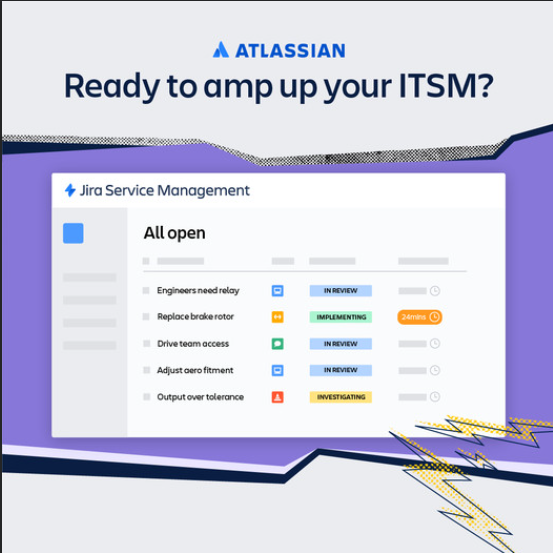 ATLASSIAN
Ready to amp up your ITSM?
Jira Service Management
All open
Engineers need relay
IN REVIEW
Replace brake rotor
IMPLEMENTING
24mins
Drive team access
IN REVIEW
Adjust aero fitment
IN REVIEW
Output over tolerance
INVESTIGATING